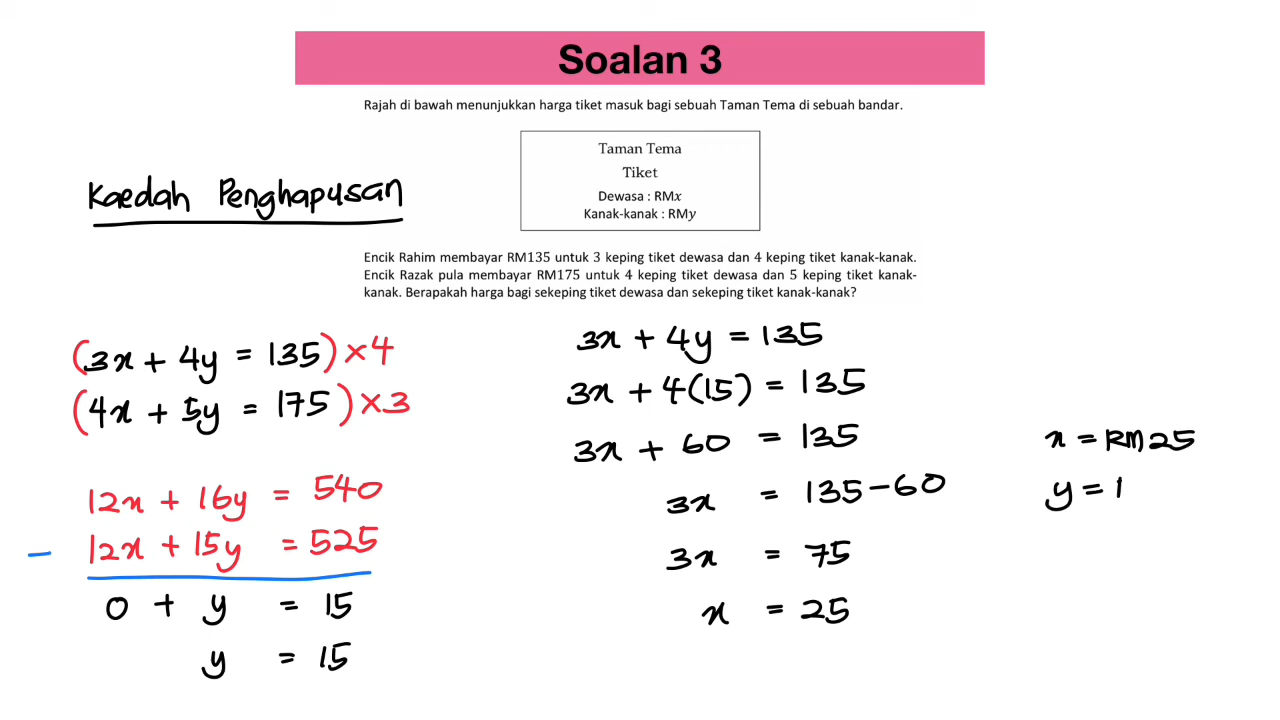 Soalan 3
Rajah di bawah menunjukkan harga tiket masuk bagi sebuah Taman Tema di sebuah bandar.
Taman Tema
Tiket
Dewasa : RMx
Kanak-kanak : RMy
Kaedah Penghapusan
Encik Rahim membayar RM135 untuk 3 keping tiket dewasa dan 4 keping tiket kanak-kanak.
Encik Razak pula membayar RM175 untuk 4 keping tiket dewasa dan 5 keping tiket kanak-
kanak. Berapakah harga bagi sekeping tiket dewasa dan sekeping tiket kanak-kanak?
(3x + 4y = 135) × 4
(4x + 5y = 175) × 3
12x + 16y = 540
- 12x + 15y = 525
0 + y = 15
y = 15
3x + 4y = 135
3x + 4(15) = 135
3x + 60 = 135
3x = 135 - 60
3x = 75
x = 25
x = RM25
y = 1